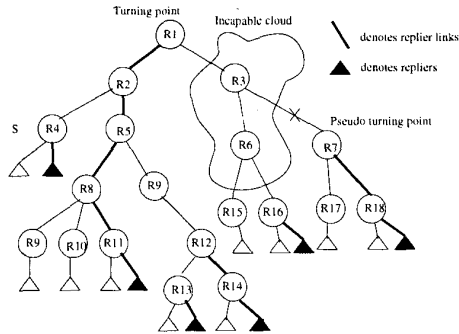 Turning point
Incapable cloud
R1
denotes replier links
R2
R3
denotes repliers
S
R4
R5
Pseudo turning point
R6
R7
R8
R9
R15
R16
R17
R18
R9
R10
R11
R12
R13
R14